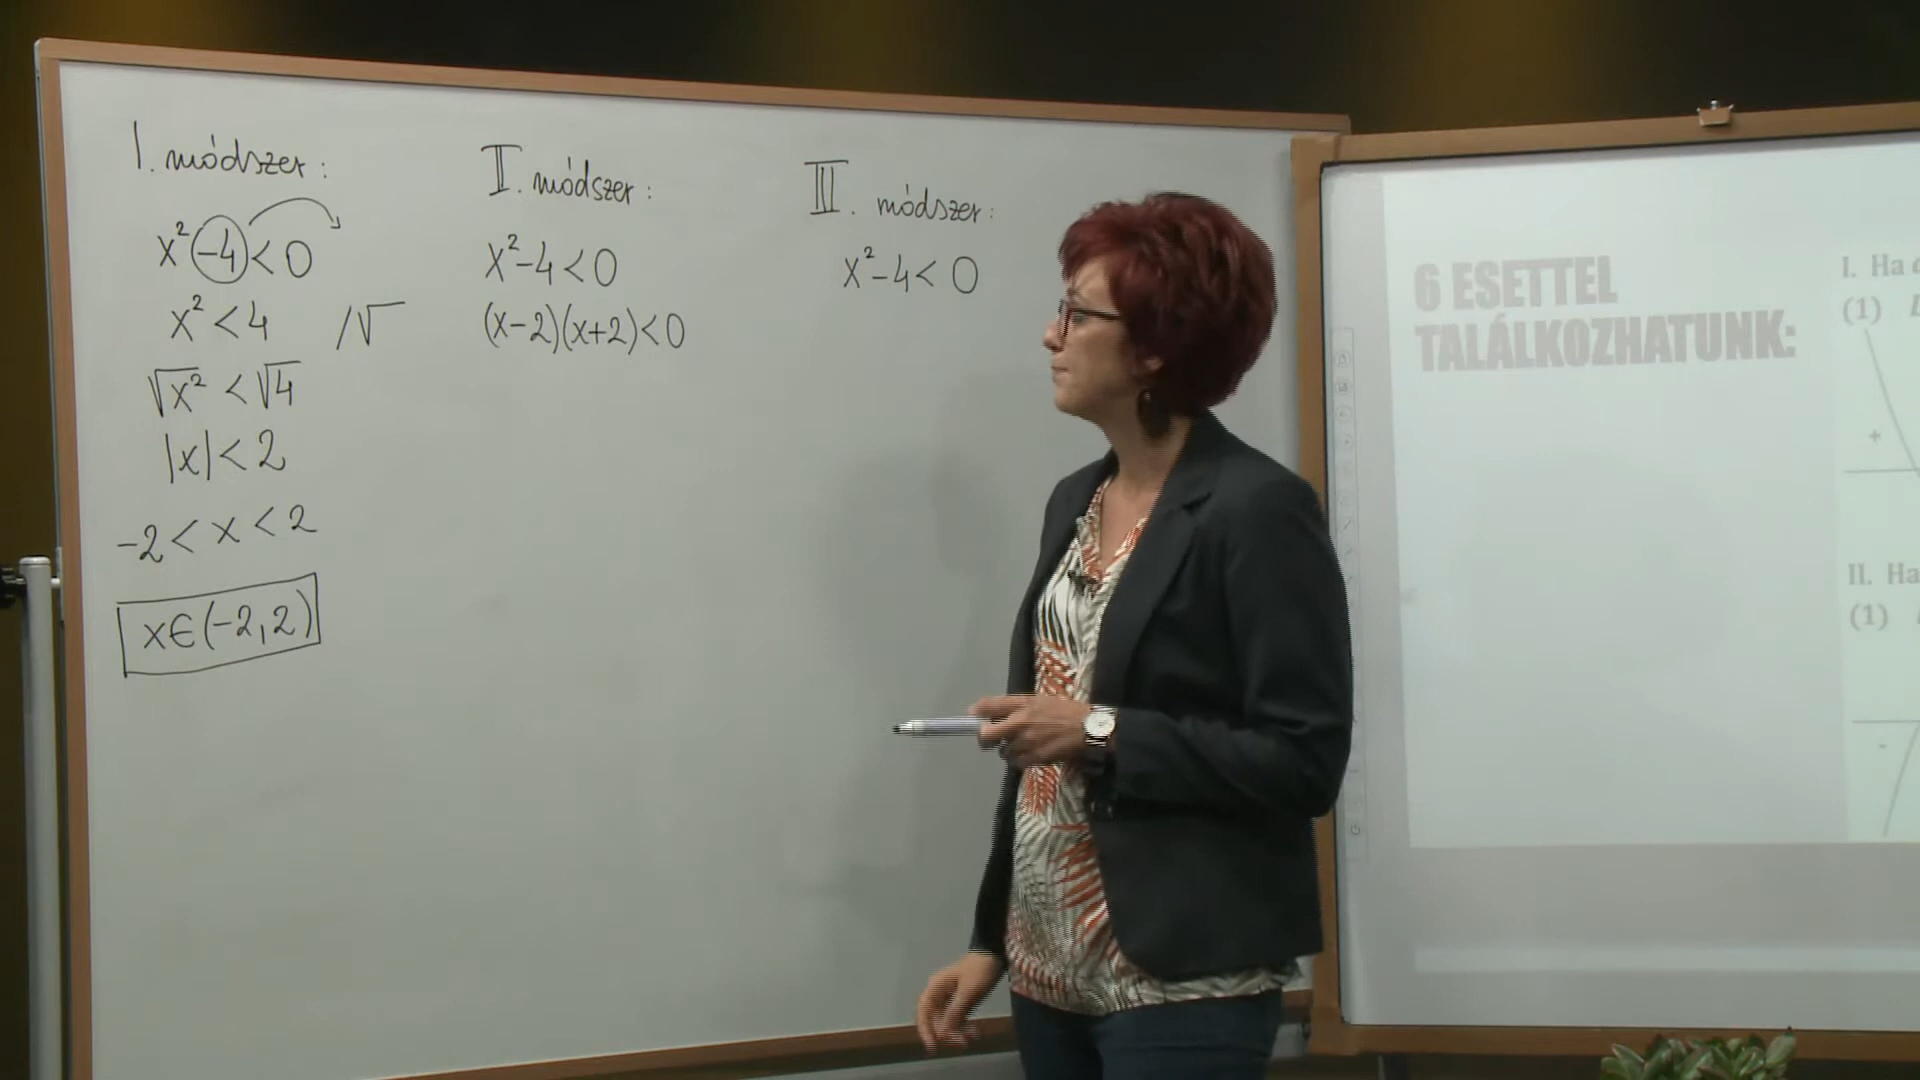 I. módszer:
x²-4<0
x²<4 /√
√x² < √4
|x|<2
-2<x<2
x∈(-2,2)
II. módszer:
x²-4<0
(x-2)(x+2)<0
III. módszer:
x²-4<0
6 ESETTEL
TALÁLKOZHATUNK:
I. Ha
(1)
+
II. Ha
(1)
-